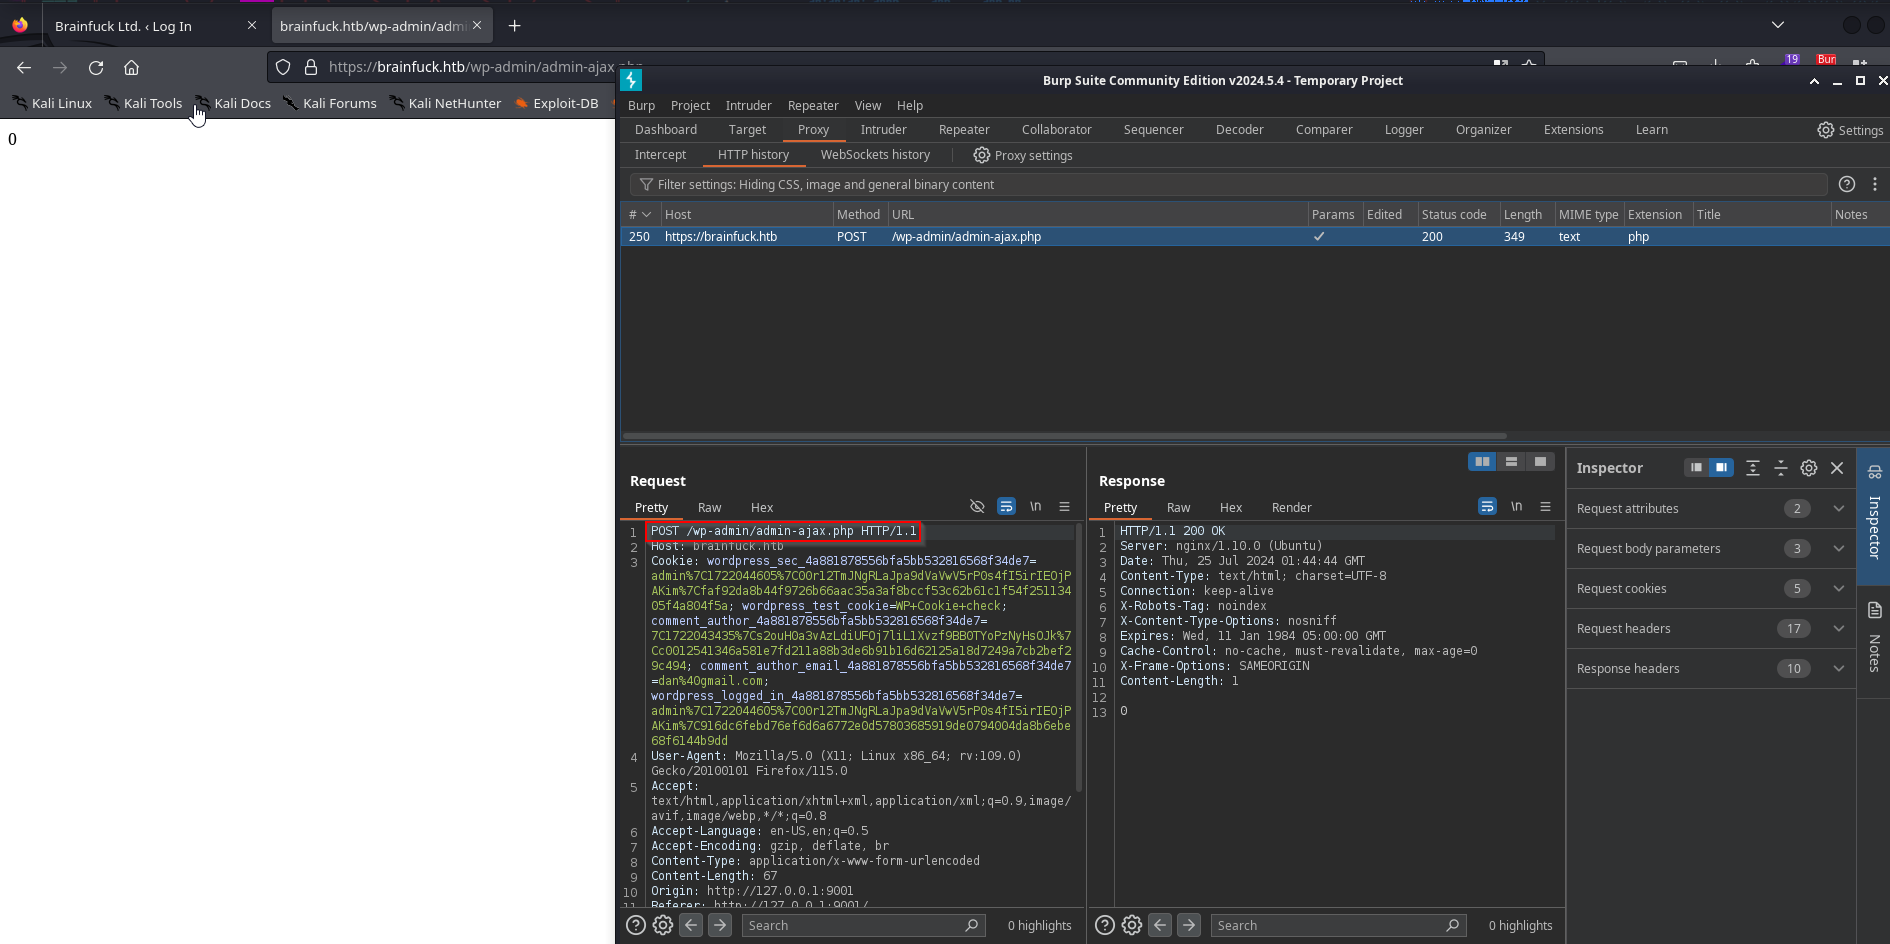 Brainfuck Ltd. ‹ Log In
brainfuck.htb/wp-admin/adm
https://brainfuck.htb/wp-admin/admin-ajax.php
19
Bur
Kali Linux Kali Tools Kali Docs Kali Forums Kali NetHunter Exploit-DB
0
Burp Suite Community Edition v2024.5.4 - Temporary Project
Burp Project Intruder Repeater View Help
Dashboard Target Proxy Intruder Repeater Collaborator Sequencer Decoder Comparer Logger Organizer Extensions Learn Settings
Intercept HTTP history WebSockets history Proxy settings
Filter settings: Hiding CSS, image and general binary content
# Host Method URL Params Edited Status code Length MIME type Extension Title Notes
250 https://brainfuck.htb POST /wp-admin/admin-ajax.php ✓ 200 349 text php
Request
Pretty Raw Hex \n
1 POST /wp-admin/admin-ajax.php HTTP/1.1
2 Host: brainfuck.htb
3 Cookie: wordpress_sec_4a881878556bfa5bb532816568f34de7=
admin%7C1722044605%7C00r12TmJNgRLaJpa9dVaVwV5rP0s4fI5irIEOjP
AKim%7Cfaf92da8b44f9726b66aac35a3af8bccf53c62b61c1f54f251134
05f4a804f5a; wordpress_test_cookie=WP+Cookie+check;
comment_author_4a881878556bfa5bb532816568f34de7=
7C1722043435%7Cs2ouH0a3vAzLdiUFOj7liL1Xvzf9BB0TYoPzNyHsOJk%7
Cc0012541346a581e7fd211a88b3de6b91b16d62125a18d7249a7cb2bef2
9c494; comment_author_email_4a881878556bfa5bb532816568f34de7
=dan%40gmail.com;
wordpress_logged_in_4a881878556bfa5bb532816568f34de7=
admin%7C1722044605%7C00r12TmJNgRLaJpa9dVaVwV5rP0s4fI5irIEOjP
AKim%7C916dc6febd76ef6d6a6772e0d57803685919de0794004da8b6ebe
68f6144b9dd
4 User-Agent: Mozilla/5.0 (X11; Linux x86_64; rv:109.0)
Gecko/20100101 Firefox/115.0
5 Accept:
text/html,application/xhtml+xml,application/xml;q=0.9,image/
avif,image/webp,*/*;q=0.8
6 Accept-Language: en-US,en;q=0.5
7 Accept-Encoding: gzip, deflate, br
8 Content-Type: application/x-www-form-urlencoded
9 Content-Length: 67
10 Origin: http://127.0.0.1:9001
11 Referer: http://127.0.0.1:9001/
Search 0 highlights
Response
Pretty Raw Hex Render \n
1 HTTP/1.1 200 OK
2 Server: nginx/1.10.0 (Ubuntu)
3 Date: Thu, 25 Jul 2024 01:44:44 GMT
4 Content-Type: text/html; charset=UTF-8
5 Connection: keep-alive
6 X-Robots-Tag: noindex
7 X-Content-Type-Options: nosniff
8 Expires: Wed, 11 Jan 1984 05:00:00 GMT
9 Cache-Control: no-cache, must-revalidate, max-age=0
10 X-Frame-Options: SAMEORIGIN
11 Content-Length: 1
12
13 0
Search 0 highlights
Inspector
Request attributes 2
Request body parameters 3
Request cookies 5
Request headers 17
Response headers 10
Inspector
Notes